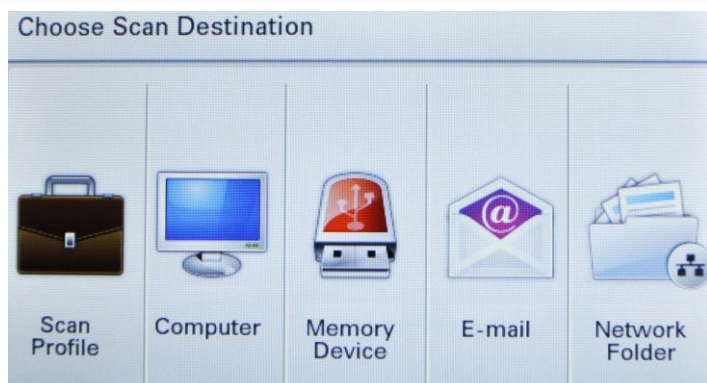 Choose Scan Destination
Scan
Profile
Computer
Memory
Device
E-mail
Network
Folder